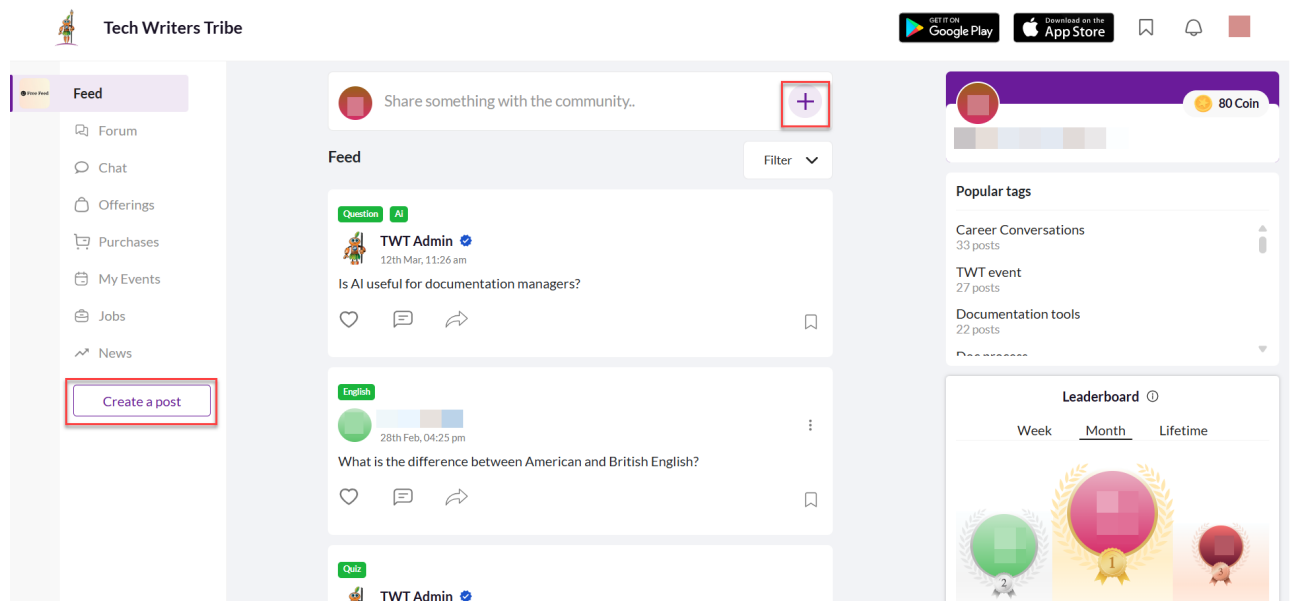 Tech Writers Tribe
GET IT ON
Google Play
Download on the
App Store
Free Feed
Feed
Forum
Chat
Offerings
Purchases
My Events
Jobs
News
Create a post
Share something with the community..
Feed
Filter
Question Ai
TWT Admin
12th Mar, 11:26 am
Is AI useful for documentation managers?
English
28th Feb, 04:25 pm
What is the difference between American and British English?
Quiz
TWT Admin
80 Coin
Popular tags
Career Conversations
33 posts
TWT event
27 posts
Documentation tools
22 posts
Doc process
Leaderboard
Week Month Lifetime
2
1
3